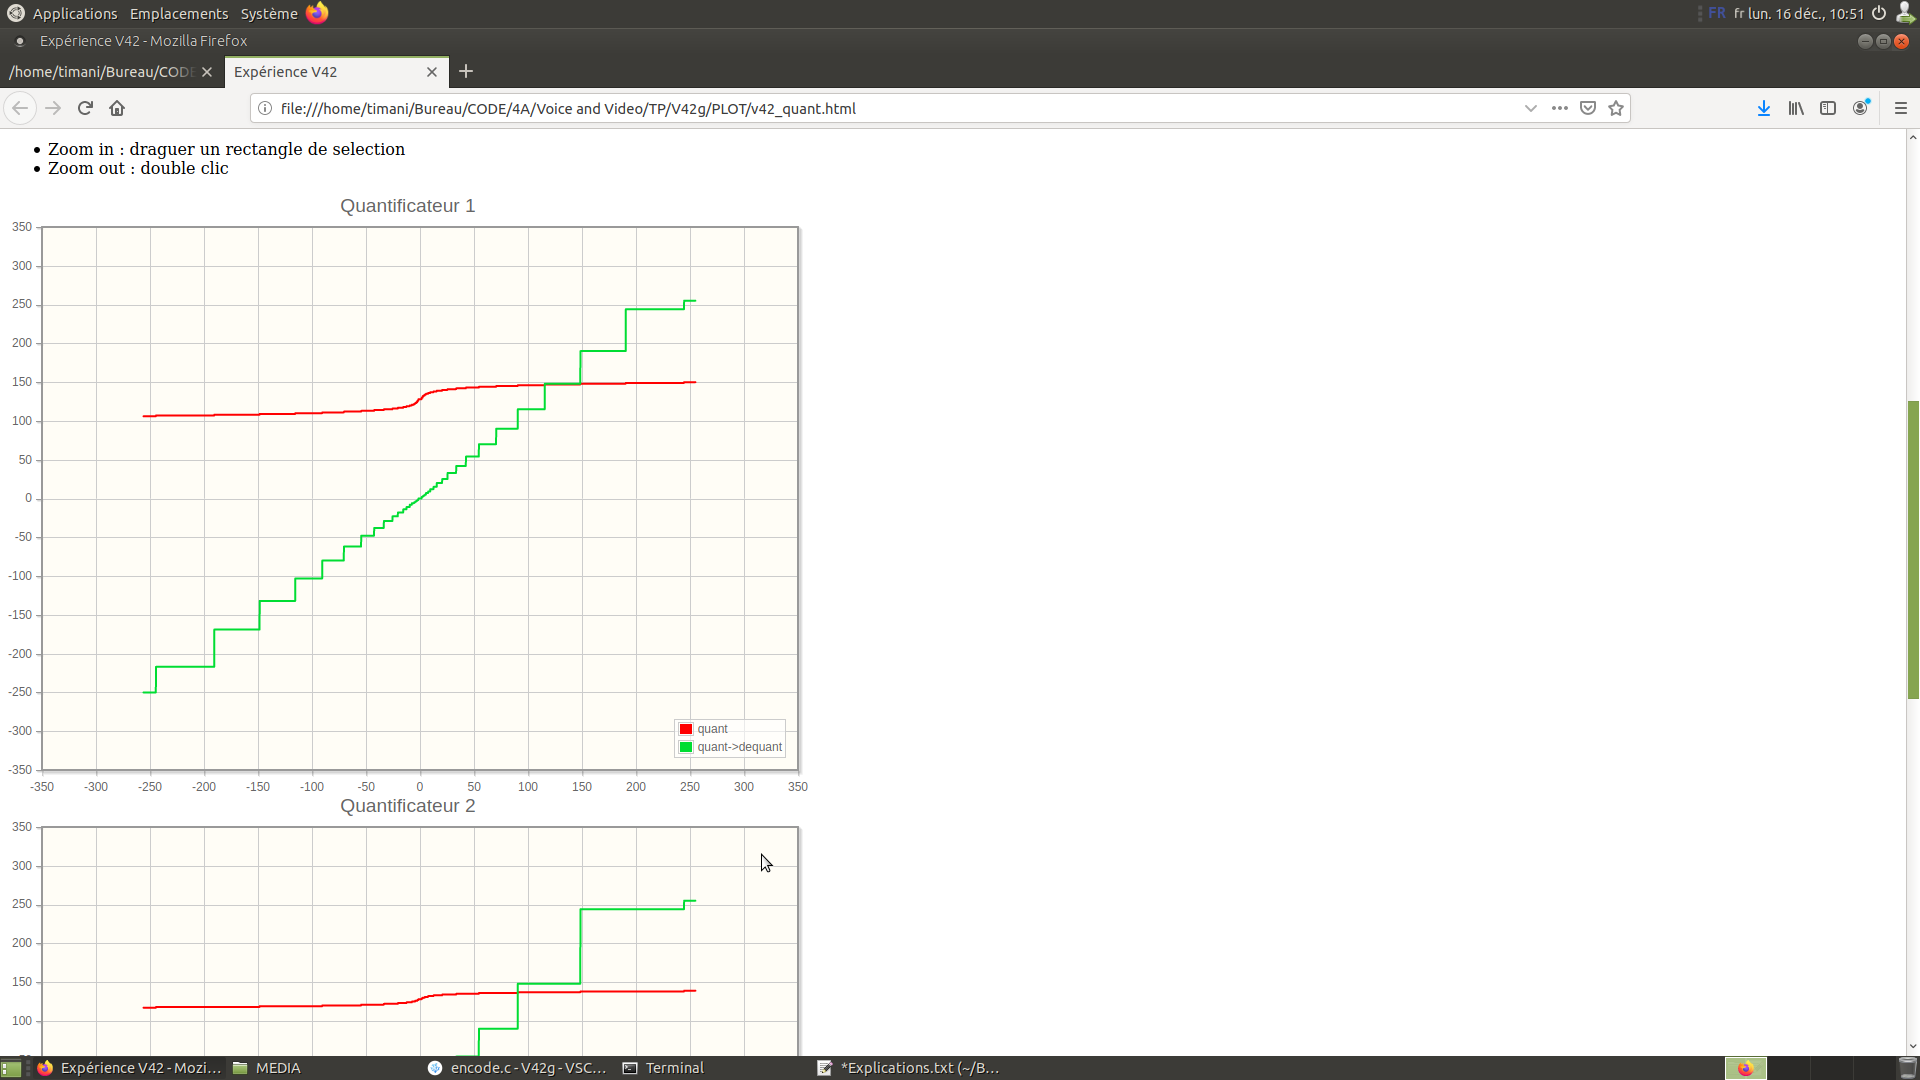 Applications Emplacements Système FR fr lun. 16 déc., 10:51
Expérience V42 - Mozilla Firefox
/home/timani/Bureau/CODE Expérience V42
file:///home/timani/Bureau/CODE/4A/Voice and Video/TP/V42g/PLOT/v42_quant.html
Zoom in : draguer un rectangle de selection
Zoom out : double clic
Quantificateur 1
350
300
250
200
150
100
50
0
-50
-100
-150
-200
-250
-300
-350
quant
quant->dequant
-350 -300 -250 -200 -150 -100 -50 0 50 100 150 200 250 300 350
Quantificateur 2
350
300
250
200
150
100
Expérience V42 - Mozi... MEDIA encode.c - V42g - VSC... Terminal *Explications.txt (~/B...